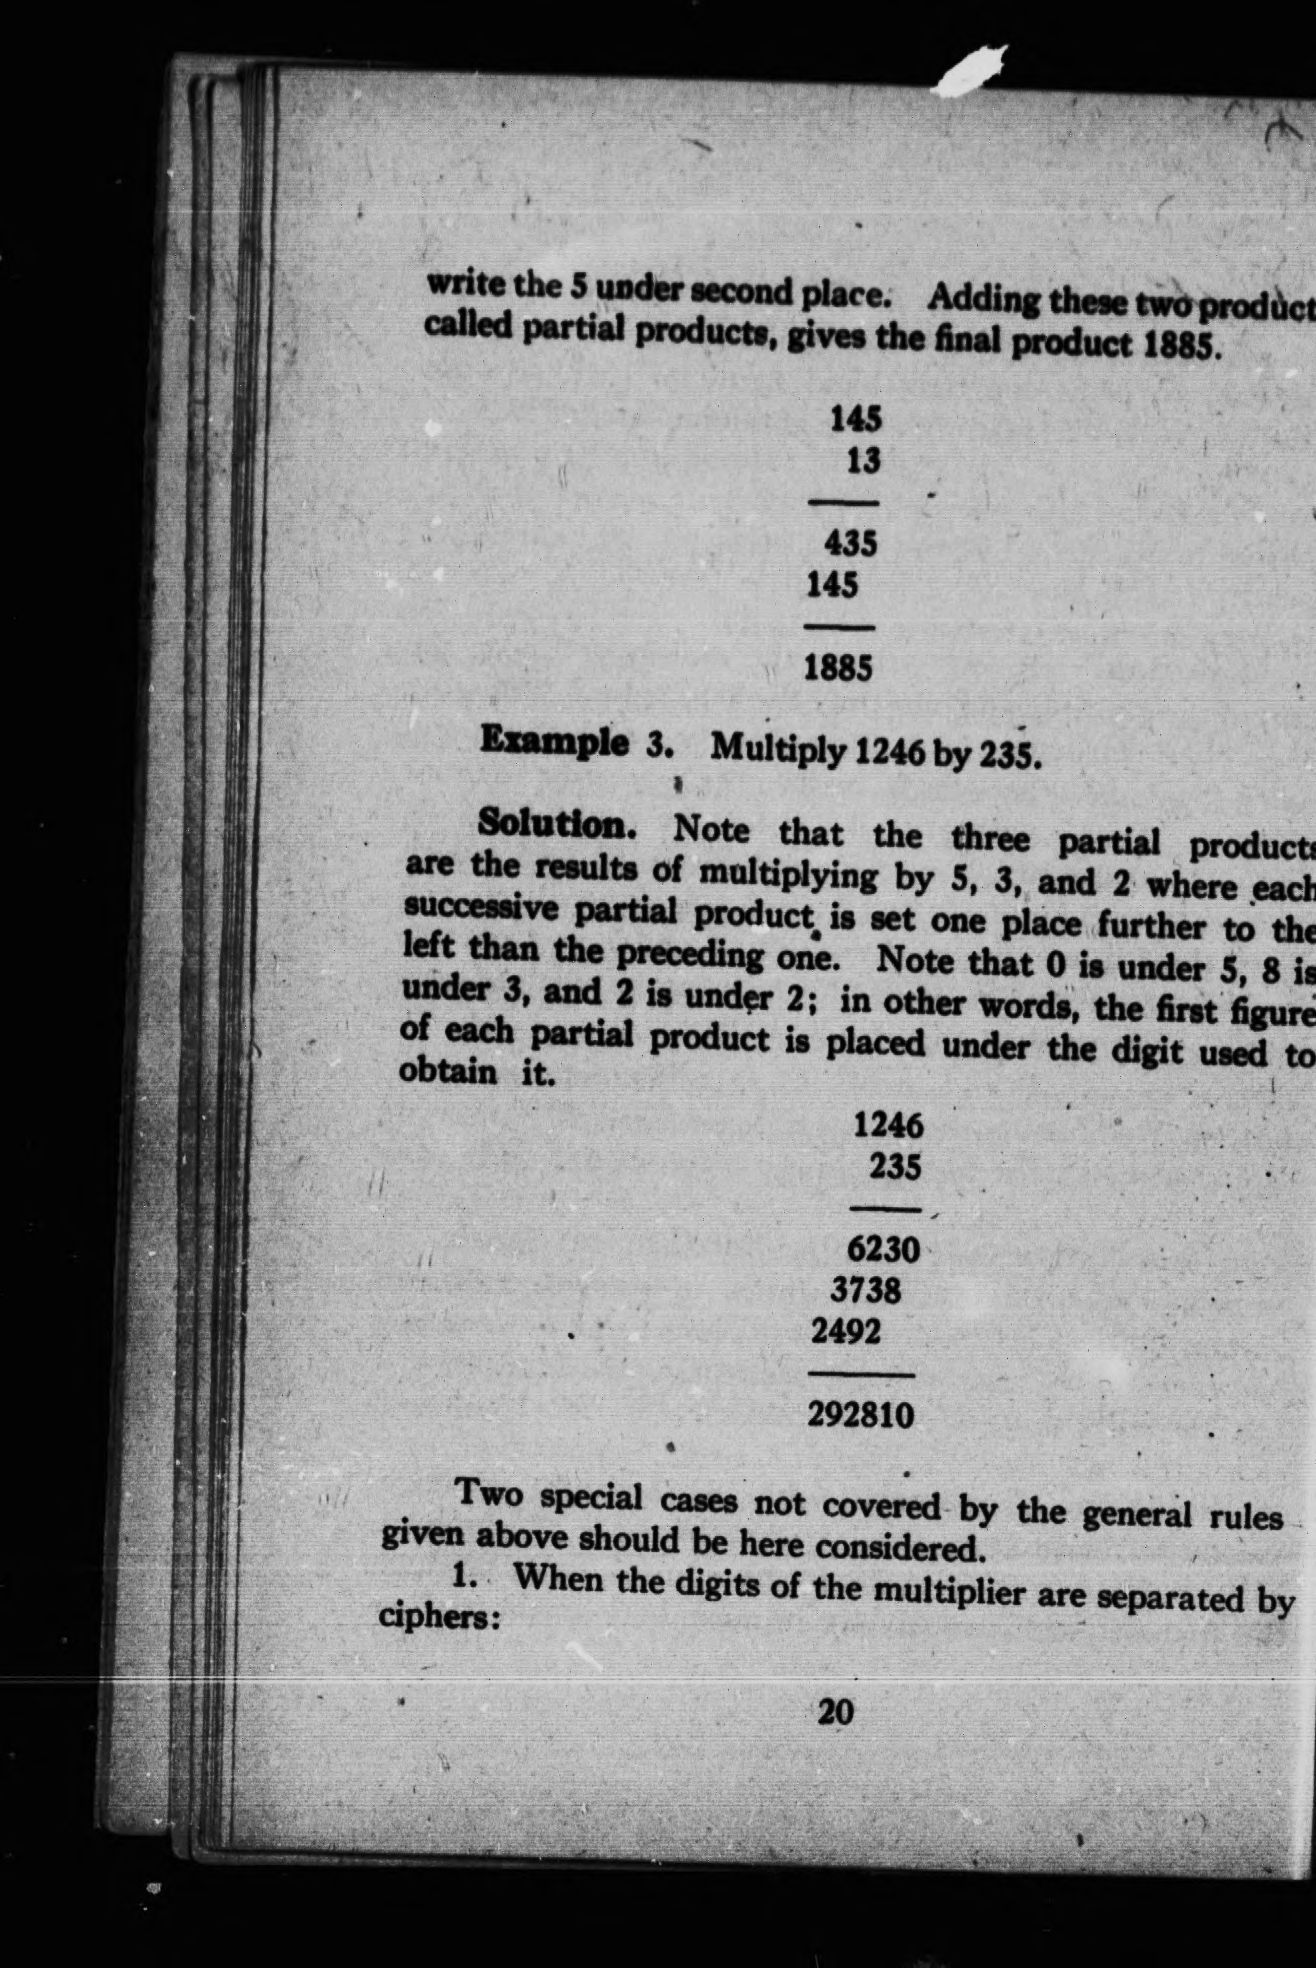 write the 5 under second place. Adding these two product
called partial products, gives the final product 1885.
145
13
435
145
1885
Example 3. Multiply 1246 by 235.
Solution. Note that the three partial products
are the results of multiplying by 5, 3, and 2 where each
successive partial product is set one place further to the
left than the preceding one. Note that 0 is under 5, 8 is
under 3, and 2 is under 2; in other words, the first figure
of each partial product is placed under the digit used to
obtain it.
1246
235
6230
3738
2492
292810
Two special cases not covered by the general rules
given above should be here considered.
1. When the digits of the multiplier are separated by
ciphers:
20